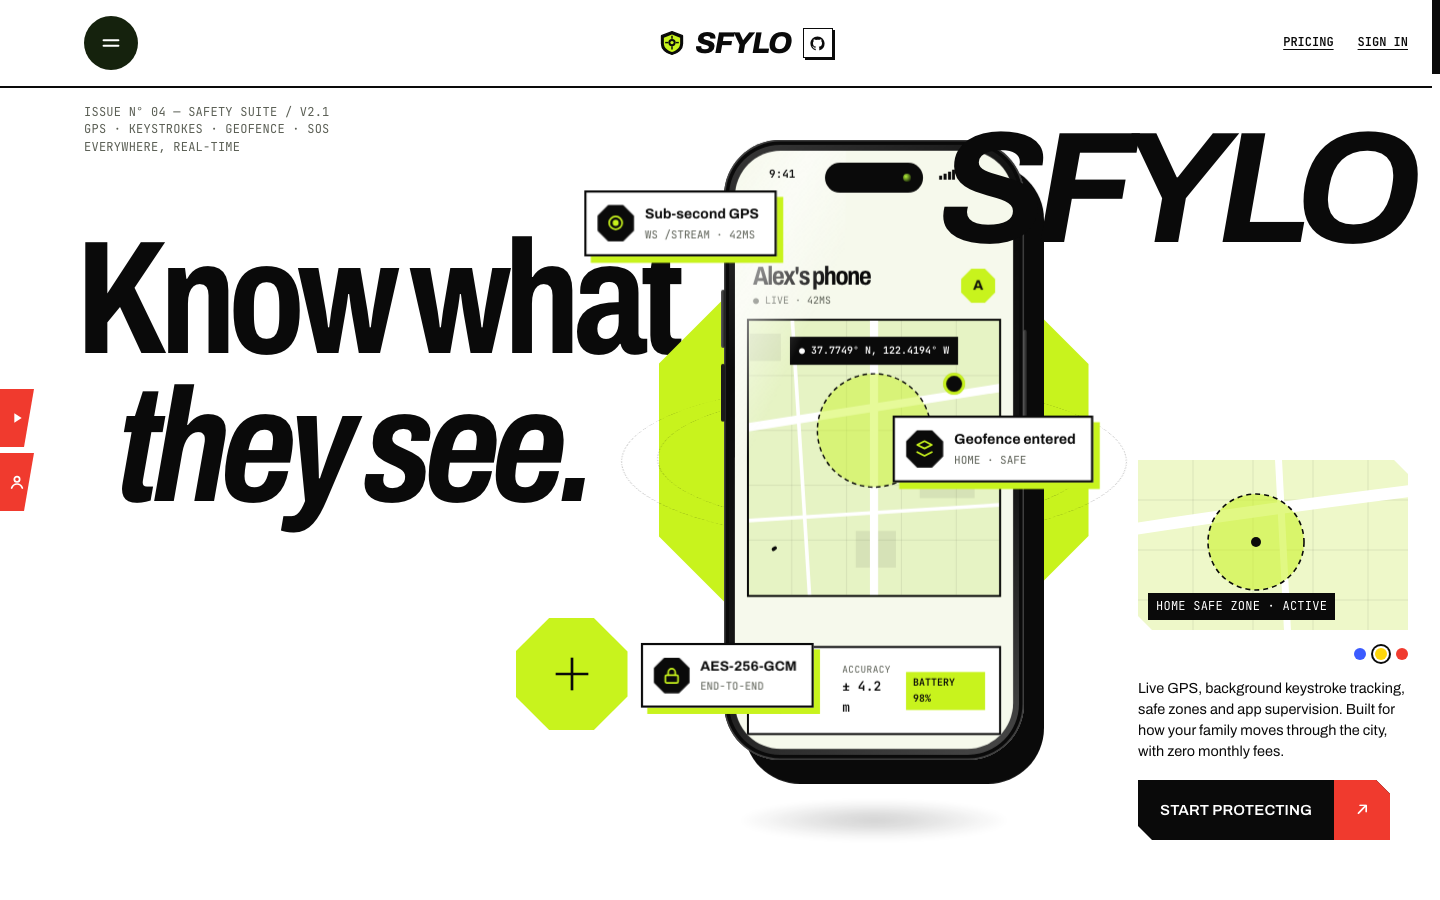 SFYLO
PRICING
SIGN IN
ISSUE N° 04 — SAFETY SUITE / V2.1
GPS · KEYSTROKES · GEOFENCE · SOS
EVERYWHERE, REAL-TIME
SFYLO
9:41
Sub-second GPS
WS /STREAM · 42MS
Know what
they see.
Alex's phone
● LIVE · 42MS
A
● 37.7749° N, 122.4194° W
Geofence entered
HOME · SAFE
HOME SAFE ZONE · ACTIVE
AES-256-GCM
END-TO-END
ACCURACY
± 4.2
m
BATTERY
98%
Live GPS, background keystroke tracking,
safe zones and app supervision. Built for
how your family moves through the city,
with zero monthly fees.
START PROTECTING